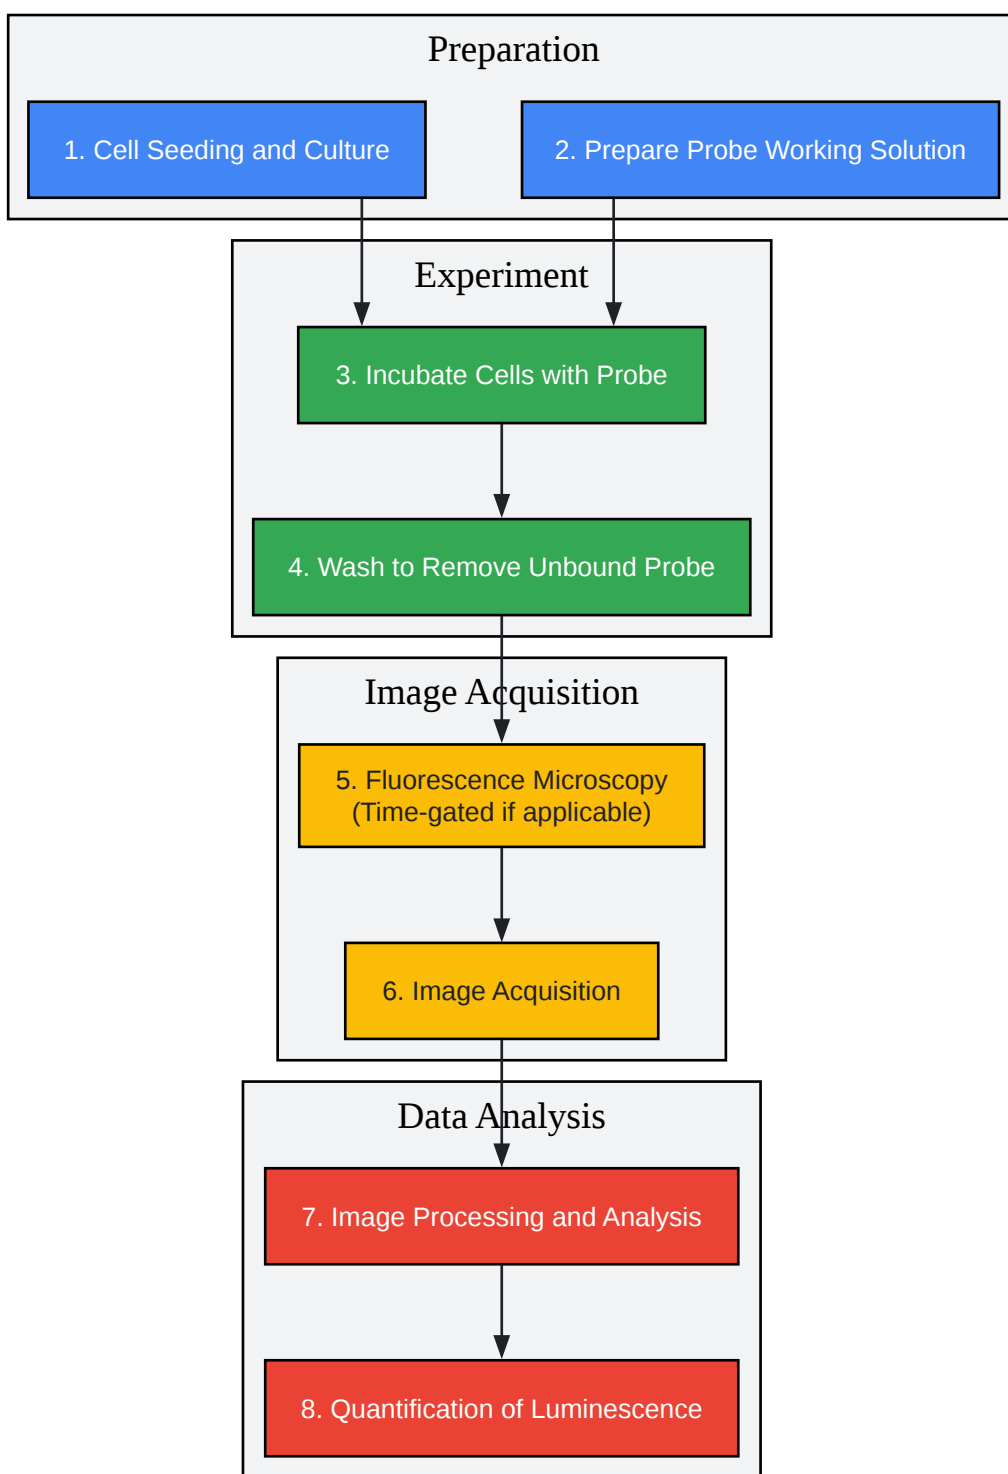 Preparation
1. Cell Seeding and Culture
2. Prepare Probe Working Solution
Experiment
3. Incubate Cells with Probe
4. Wash to Remove Unbound Probe
Image Acquisition
5. Fluorescence Microscopy
(Time-gated if applicable)
6. Image Acquisition
Data Analysis
7. Image Processing and Analysis
8. Quantification of Luminescence